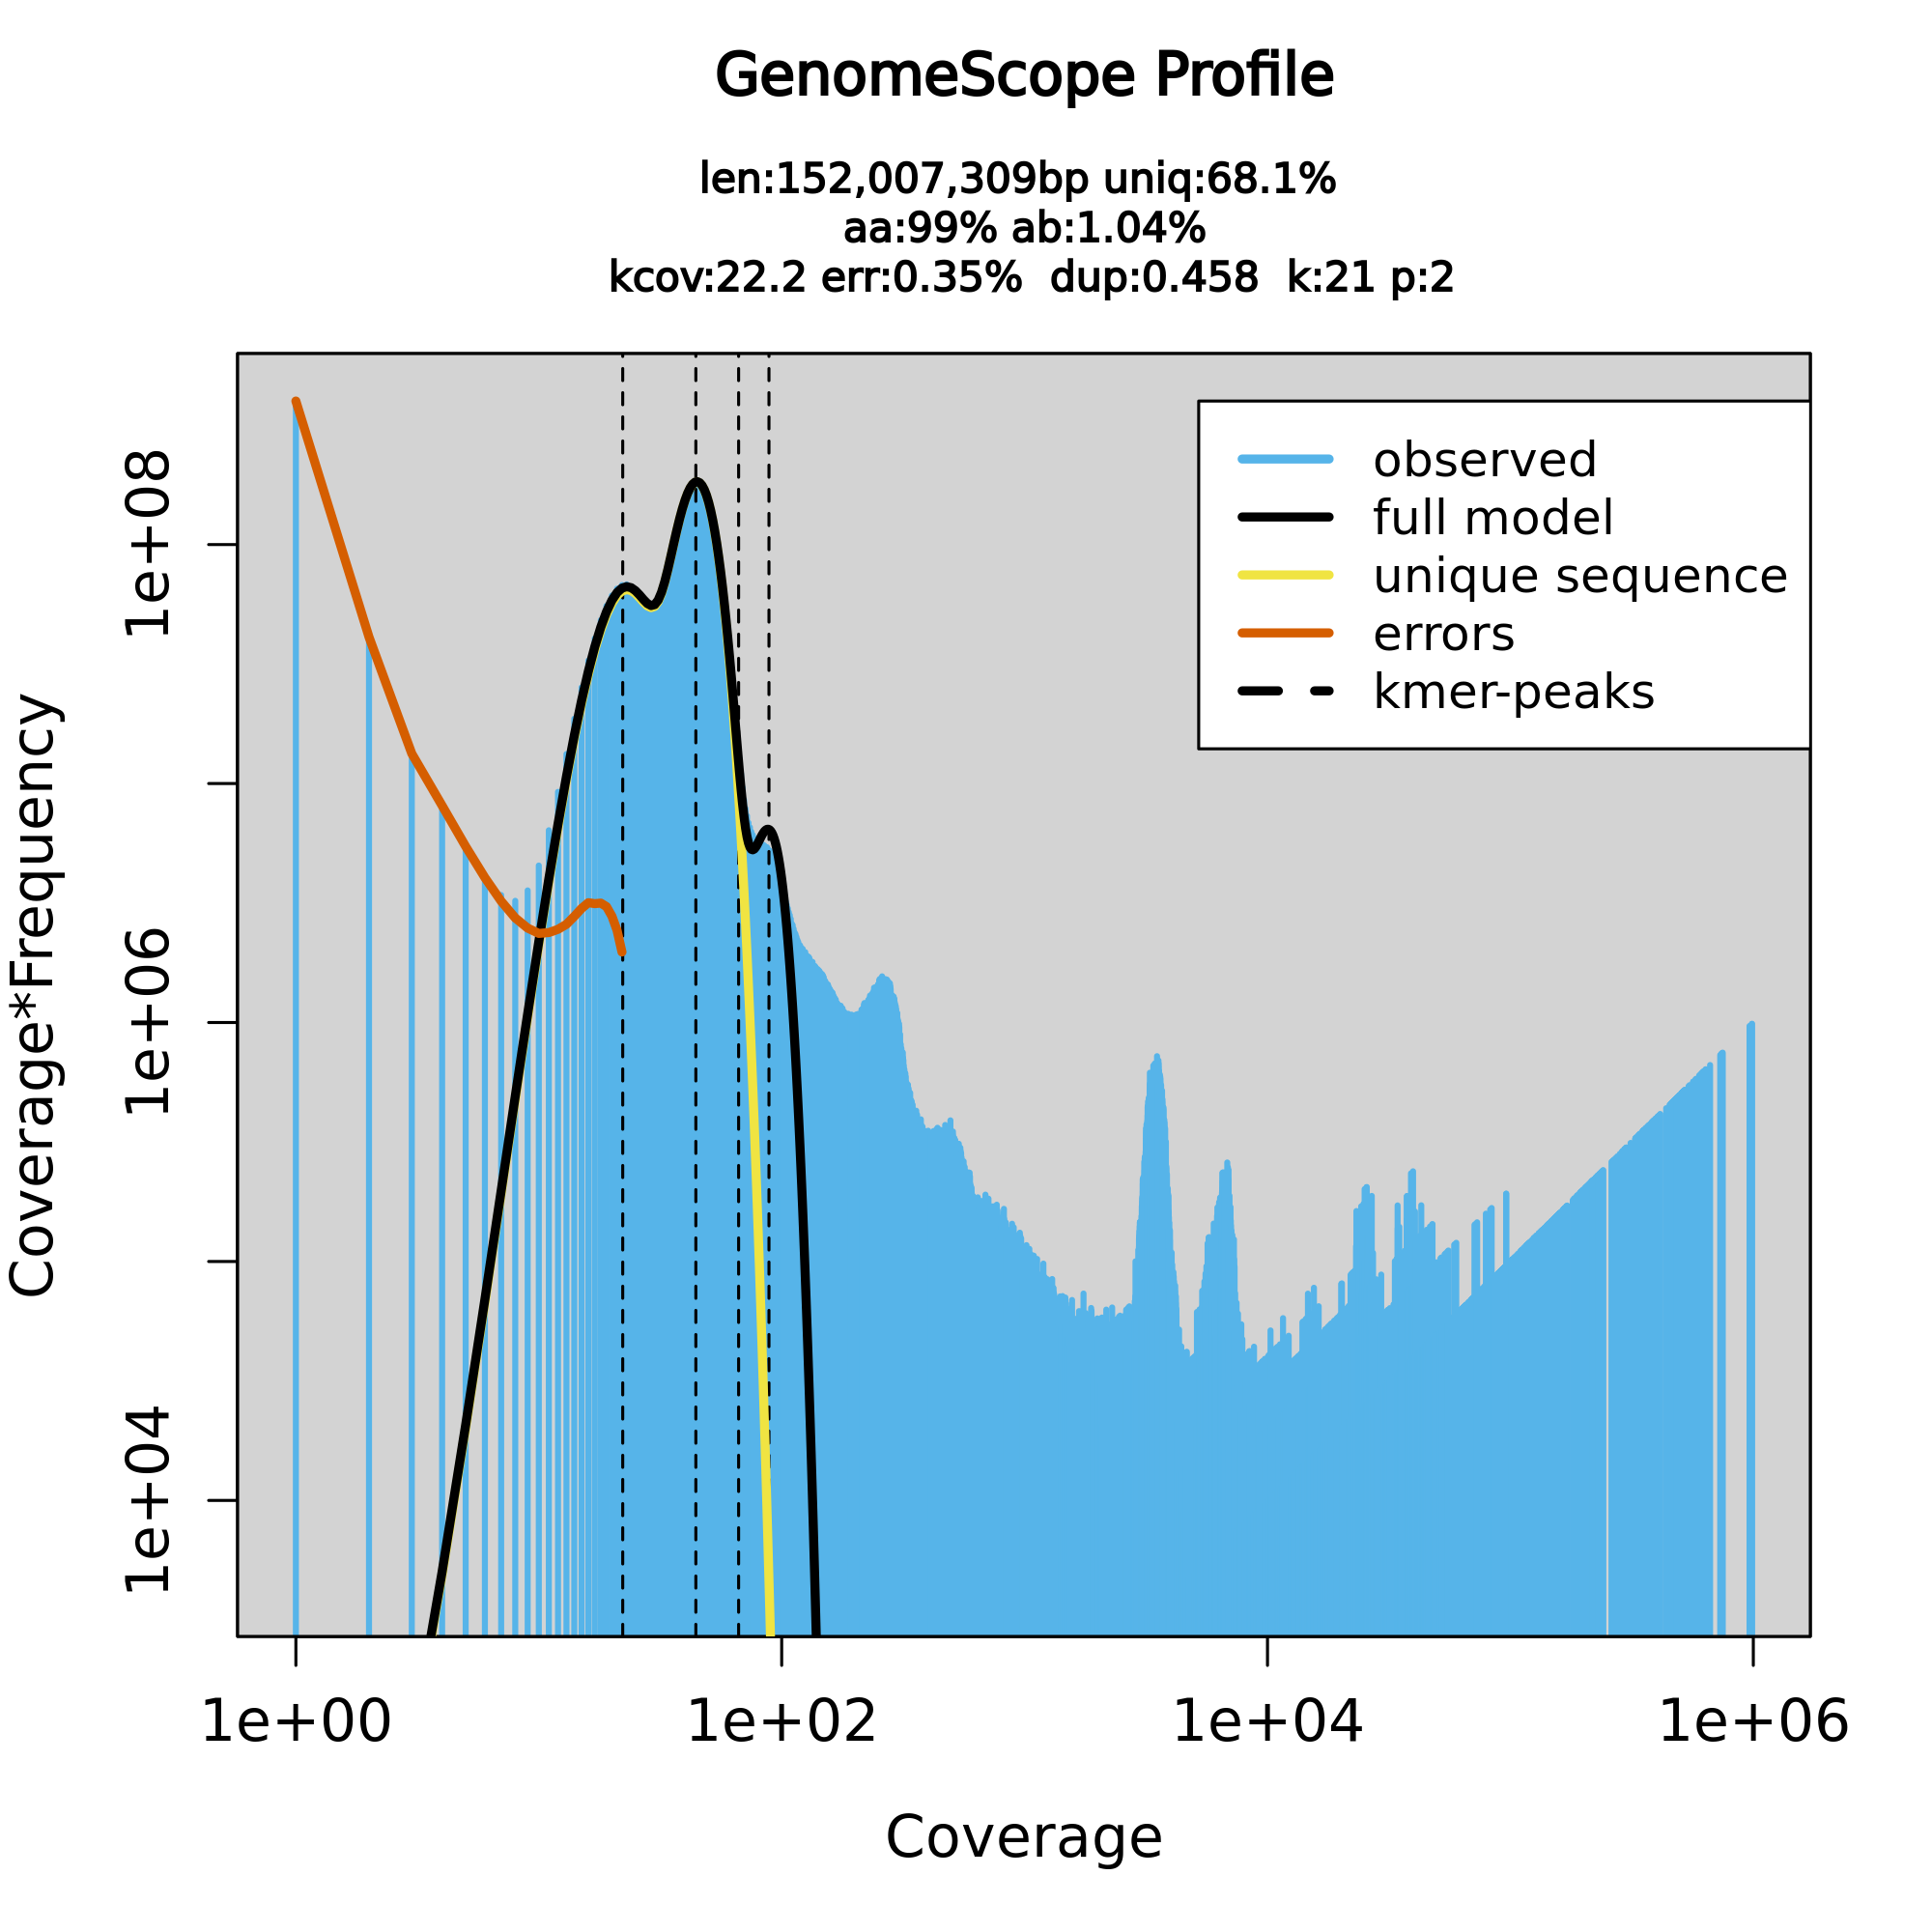 GenomeScope Profile
len:152,007,309bp uniq:68.1%
aa:99% ab:1.04%
kcov:22.2 err:0.35% dup:0.458 k:21 p:2
observed
full model
unique sequence
errors
kmer-peaks
Coverage*Frequency
1e+08
1e+06
1e+04
1e+00 1e+02 1e+04 1e+06
Coverage